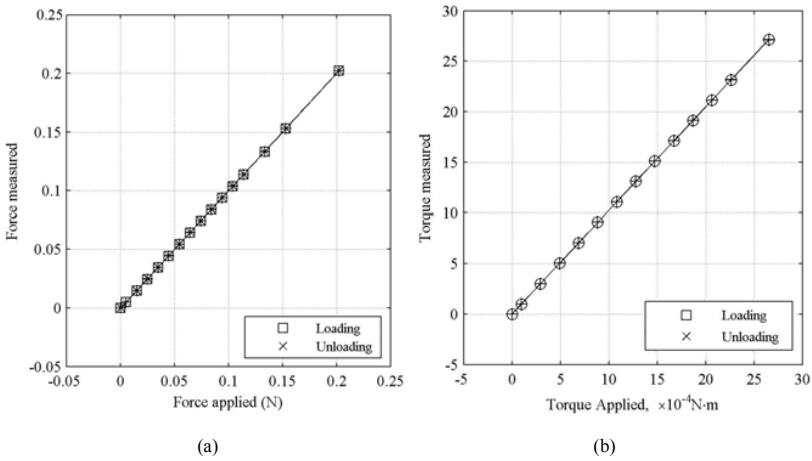 0.25
0.2
0.15
0.1
0.05
0
-0.05
Force measured
Loading
Unloading
-0.05 0 0.05 0.1 0.15 0.2 0.25
Force applied (N)
(a)
30
25
20
15
10
5
0
-5
Torque measured
Loading
Unloading
-5 0 5 10 15 20 25 30
Torque Applied, ×10⁻⁴N·m
(b)